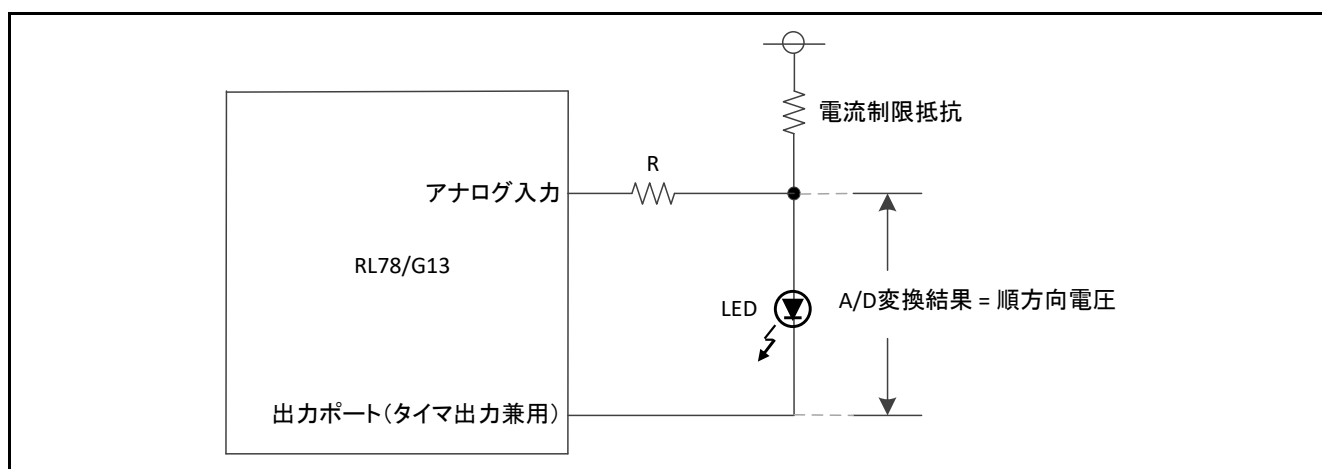 電流制限抵抗
R
アナログ入力
RL78/G13
LED
A/D変換結果 = 順方向電圧
出力ポート(タイマ出力兼用)